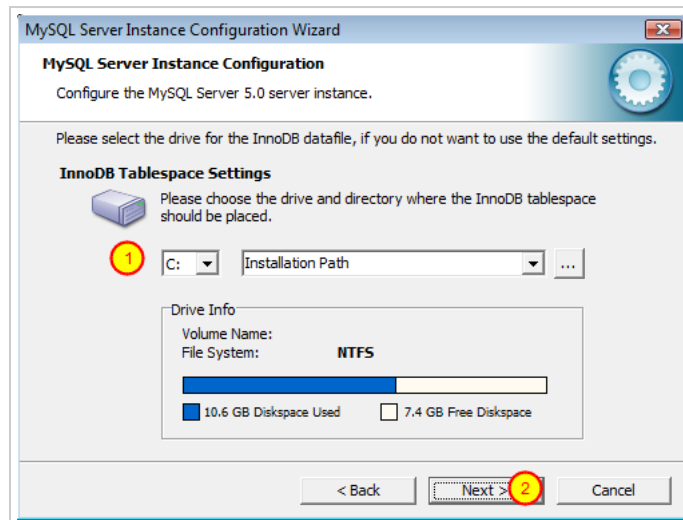 MySQL Server Instance Configuration Wizard
MySQL Server Instance Configuration
Configure the MySQL Server 5.0 server instance.
Please select the drive for the InnoDB datafile, if you do not want to use the default settings.
InnoDB Tablespace Settings
Please choose the drive and directory where the InnoDB tablespace
should be placed.
1 C: Installation Path ...
Drive Info
Volume Name:
File System: NTFS
10.6 GB Diskspace Used 7.4 GB Free Diskspace
< Back Next > 2 Cancel